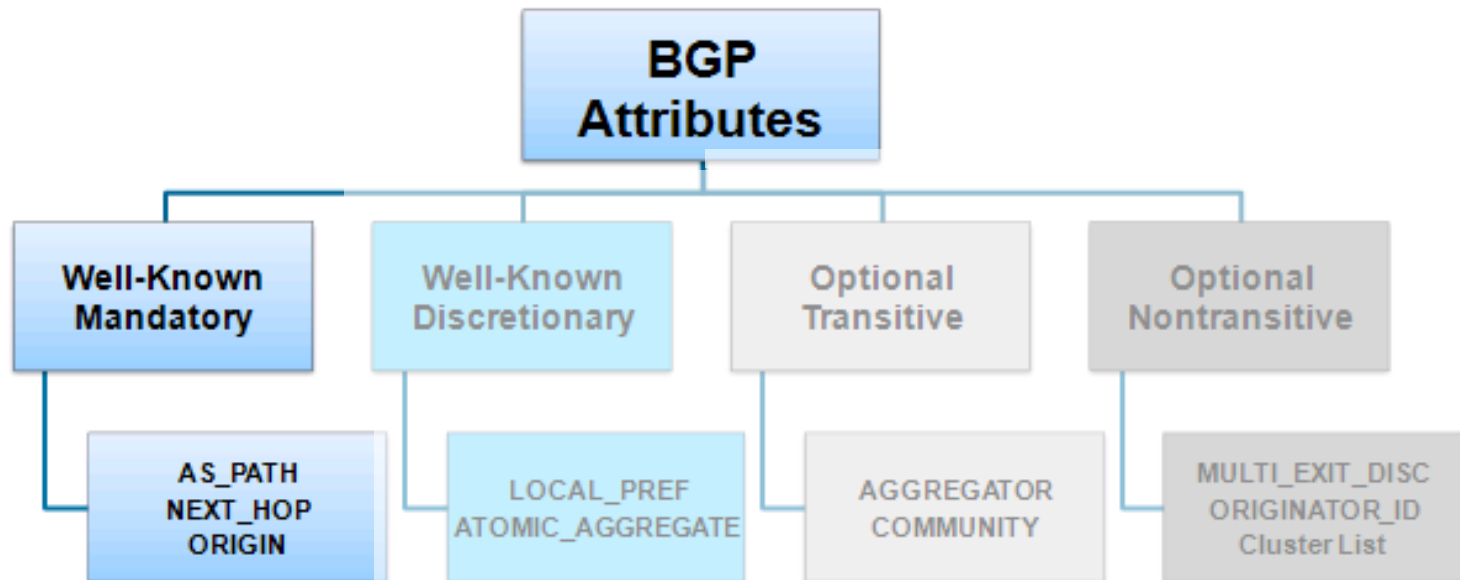 BGP
Attributes
Well-Known
Mandatory
Well-Known
Discretionary
Optional
Transitive
Optional
Nontransitive
AS_PATH
NEXT_HOP
ORIGIN
LOCAL_PREF
ATOMIC_AGGREGATE
AGGREGATOR
COMMUNITY
MULTI_EXIT_DISC
ORIGINATOR_ID
Cluster List